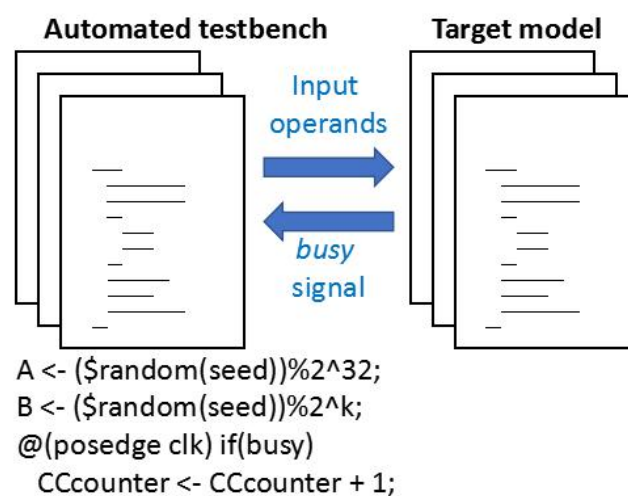 Automated testbench
Target model
Input
operands
busy
signal
A <- ($random(seed))%2^32;
B <- ($random(seed))%2^k;
@(posedge clk) if(busy)
CCcounter <- CCcounter + 1;